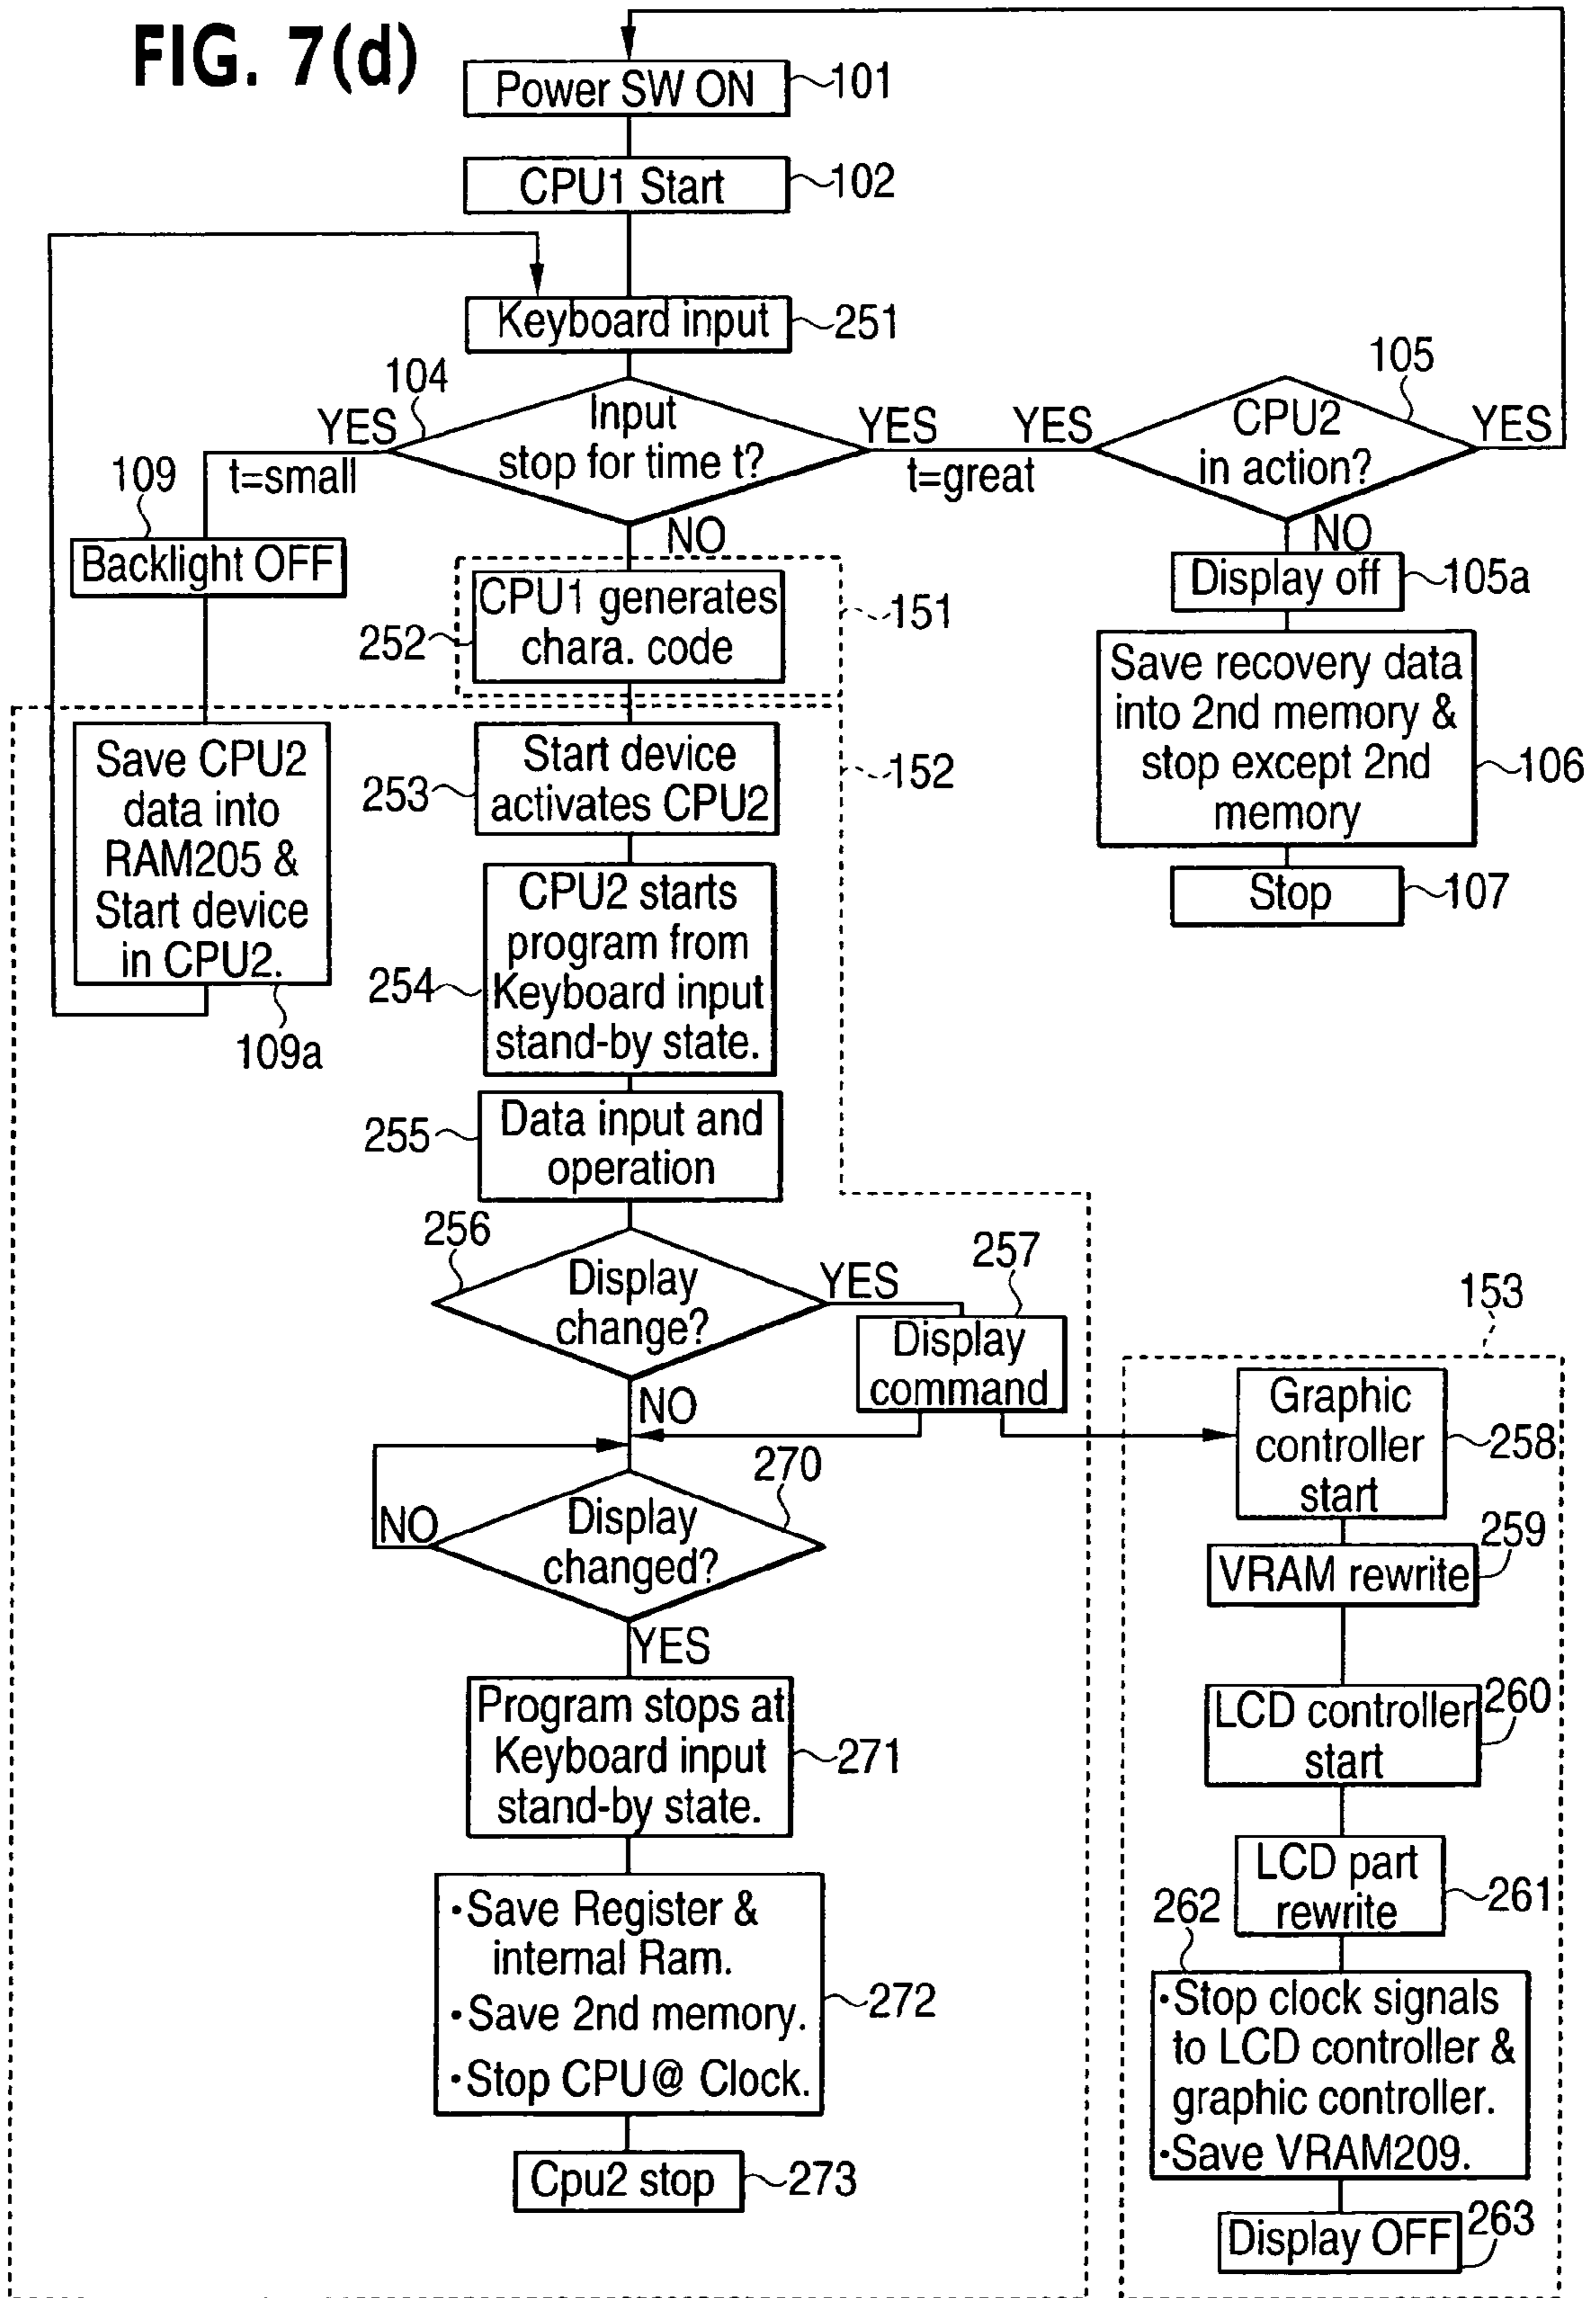 FIG. 7(d)
Power SW ON
101
CPU1 Start
102
Keyboard input
251
104
Input
stop for time t?
YES
t=small
YES
t=great
YES
105
CPU2
in action?
YES
NO
NO
109
Backlight OFF
Display off
105a
CPU1 generates
chara. code
252
151
Save recovery data
into 2nd memory &
stop except 2nd
memory
106
Stop
107
Save CPU2
data into
RAM205 &
Start device
in CPU2.
109a
Start device
activates CPU2
253
152
CPU2 starts
program from
Keyboard input
stand-by state.
254
Data input and
operation
255
256
Display
change?
YES
257
Display
command
NO
153
Graphic
controller
start
258
270
Display
changed?
NO
YES
VRAM rewrite
259
Program stops at
Keyboard input
stand-by state.
271
LCD controller
start
260
LCD part
rewrite
261
•Save Register &
internal Ram.
•Save 2nd memory.
•Stop CPU@ Clock.
272
262
•Stop clock signals
to LCD controller &
graphic controller.
•Save VRAM209.
Cpu2 stop
273
Display OFF
263